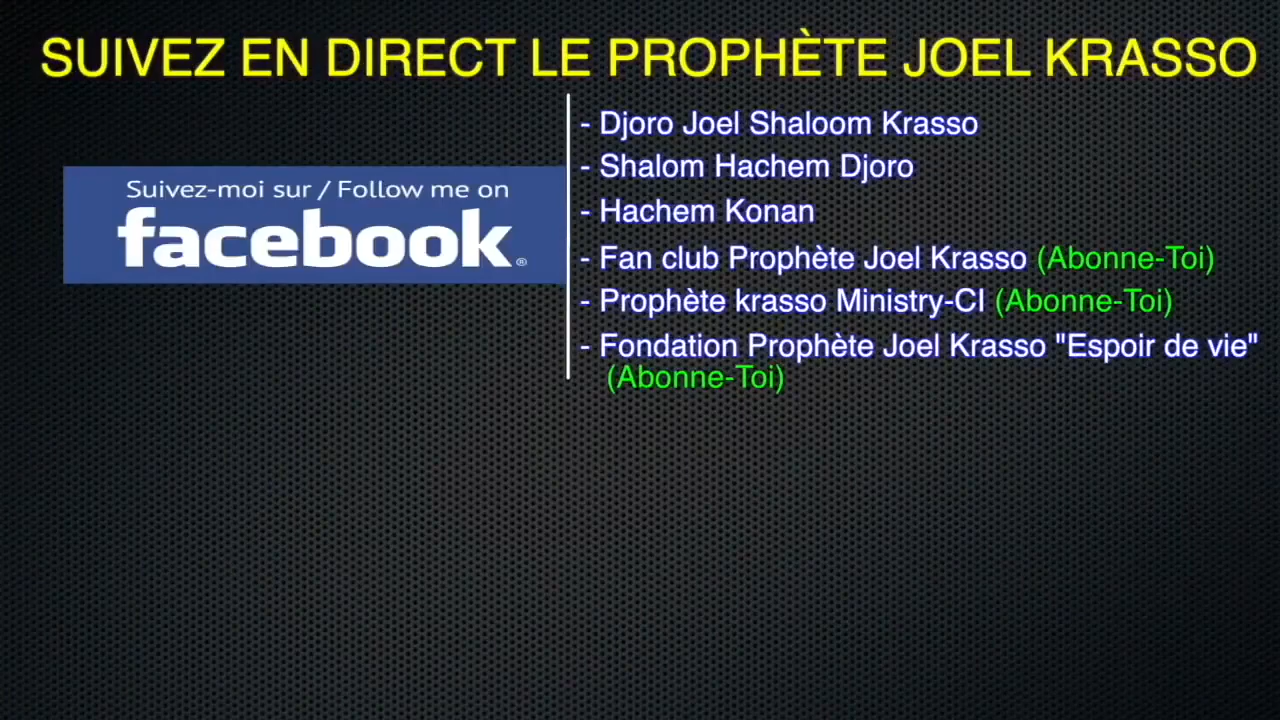 SUIVEZ EN DIRECT LE PROPHÈTE JOEL KRASSO
Suivez-moi sur / Follow me on
facebook®
- Djoro Joel Shaloom Krasso
- Shalom Hachem Djoro
- Hachem Konan
- Fan club Prophète Joel Krasso (Abonne-Toi)
- Prophète krasso Ministry-CI (Abonne-Toi)
- Fondation Prophète Joel Krasso "Espoir de vie"
(Abonne-Toi)